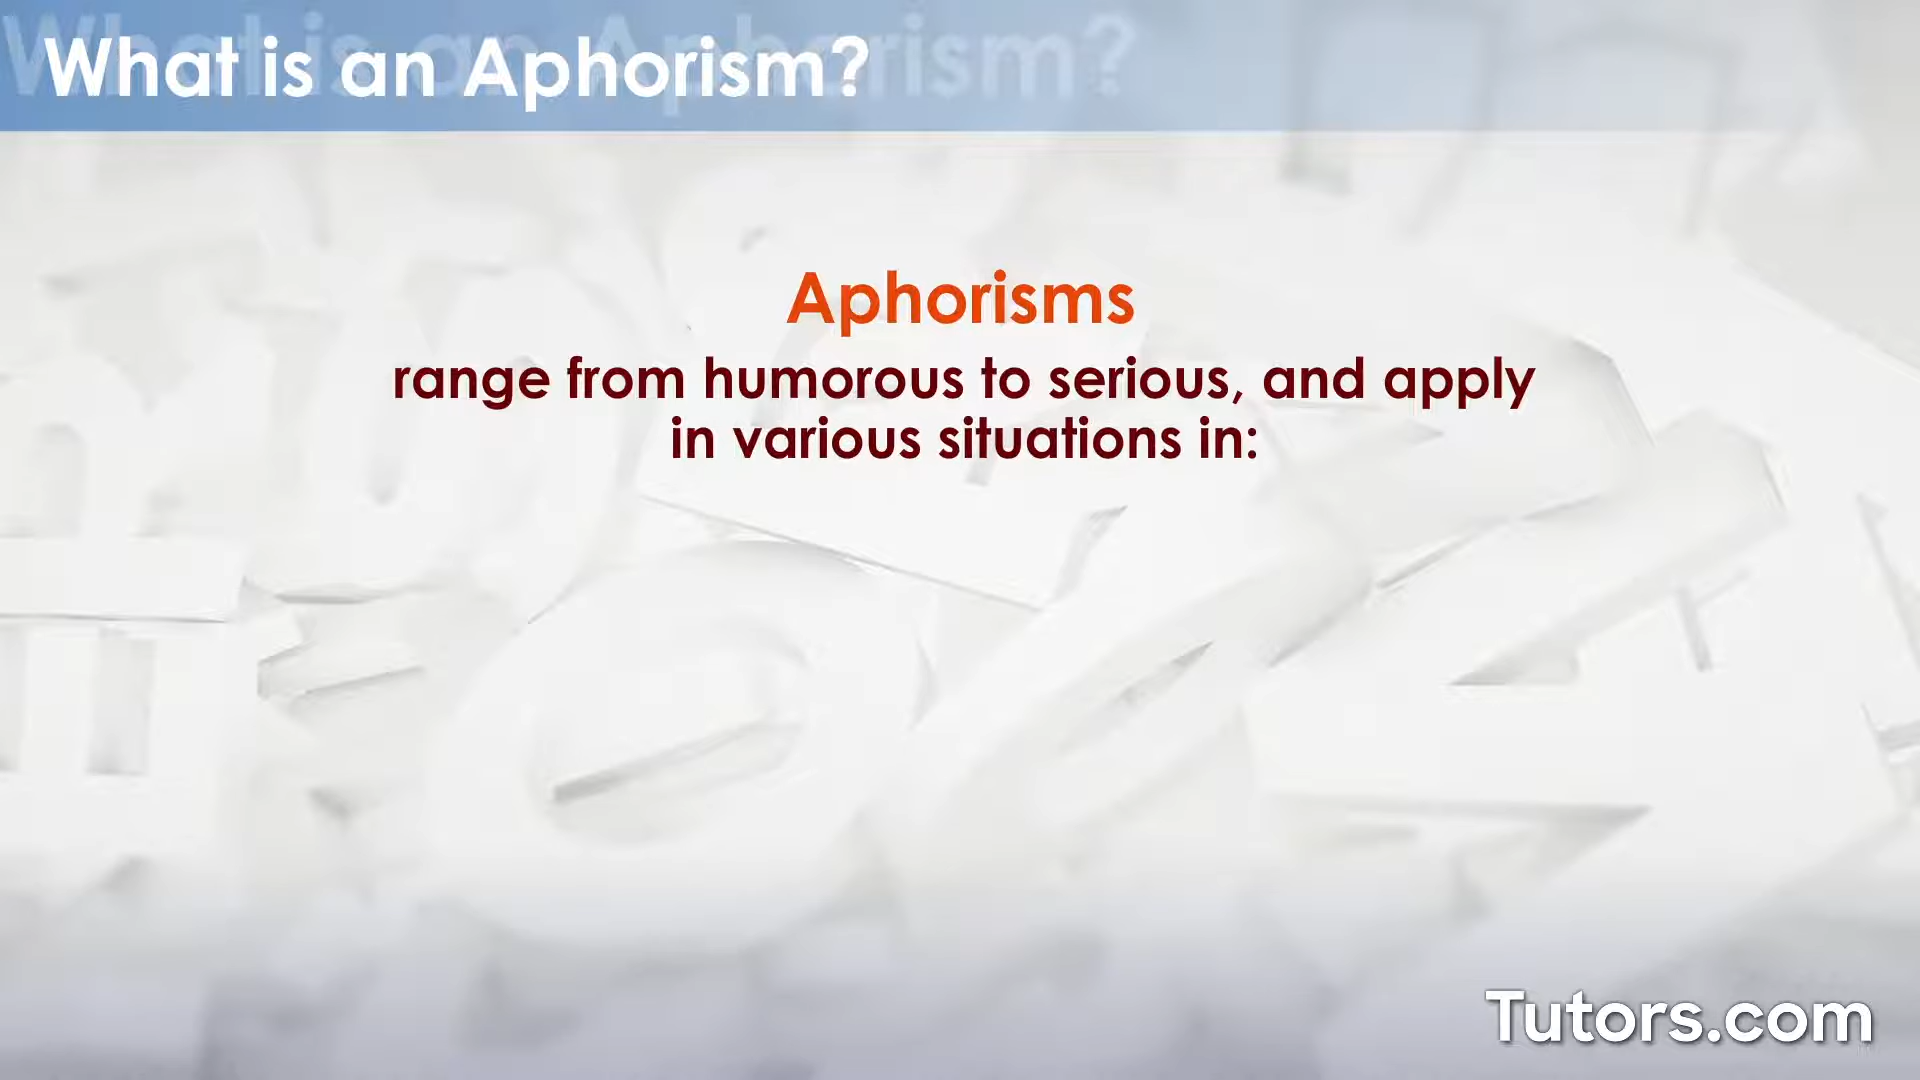 What is an Aphorism?
Aphorisms
range from humorous to serious, and apply
in various situations in:
Tutors.com